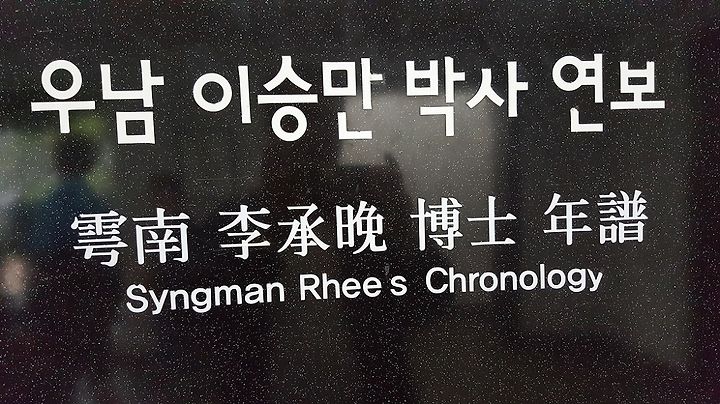 우남 이승만 박사 연보
雩南 李承晩 博士 年譜
Syngman Rhee s Chronology